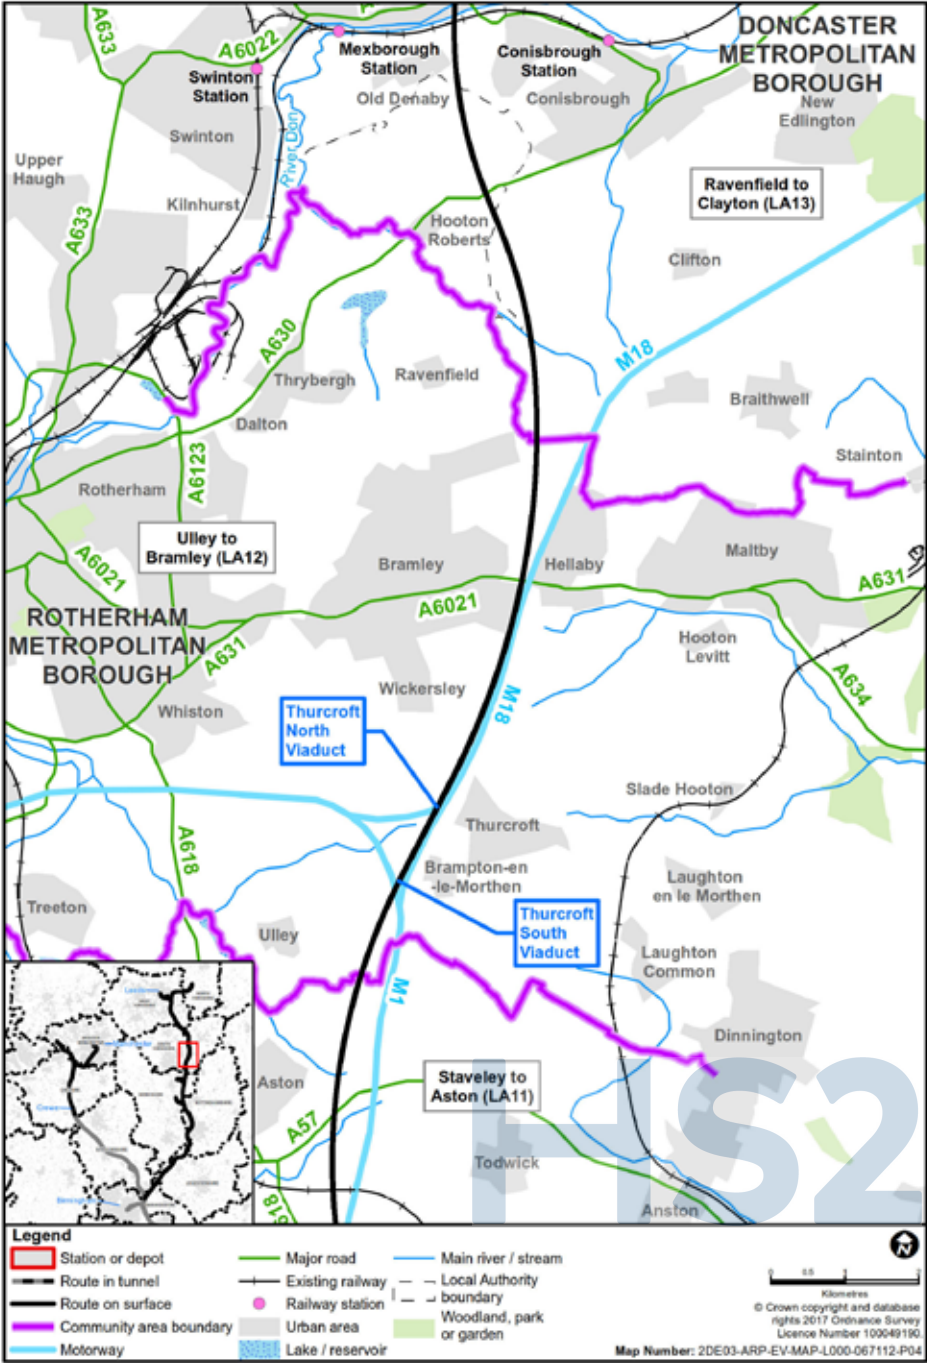 DONCASTER
METROPOLITAN
BOROUGH
A633
A6022
A
Mexborough
Station
Conisbrough
Station
Swinton
Station
Old Denaby
Conisbrough
New
Edlington
Swinton
River Don
Upper
Haugh
Ravenfield to
Clayton (LA13)
Kilnhurst
A633
Hooton
Roberts
Clifton
A630
M18
Thrybergh
Ravenfield
Braithwell
Dalton
Stainton
A6123
Rotherham
Ulley to
Bramley (LA12)
Bramley
Hellaby
Maltby
A6021
A631
A6021
ROTHERHAM
METROPOLITAN
BOROUGH
A631
Hooton
Levitt
A634
Wickersley
M18
Whiston
Thurcroft
North
Viaduct
Slade Hooton
Thurcroft
A618
Brampton-en
-le-Morthen
Laughton
en le Morthen
Treeton
Thurcroft
South
Viaduct
Ulley
Laughton
Common
M1
Dinnington
Aston
Staveley to
Aston (LA11)
A57
HS2
Todwick
618
Anston
Legend
Station or depot
Route in tunnel
Route on surface
Community area boundary
Motorway
Major road
Existing railway
Railway station
Urban area
Lake / reservoir
Main river / stream
Local Authority
boundary
Woodland, park
or garden
N
0 0.5 1 2
Kilometres
© Crown copyright and database
rights 2017 Ordnance Survey
Licence Number 100049190.
Map Number: 2DE03-ARP-EV-MAP-L000-067112-P04